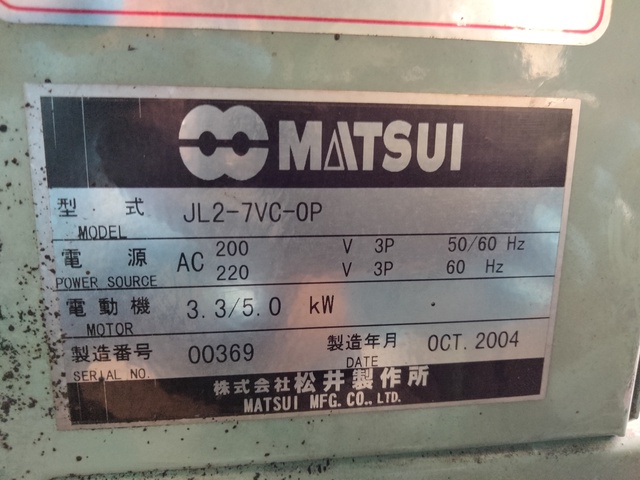 MATSUI
型 式 JL2-7VC-0P
MODEL
電 源 AC 200 V 3P 50/60 Hz
POWER SOURCE 220 V 3P 60 Hz
電動機 3.3/5.0 kW
MOTOR
製造番号 00369 製造年月 OCT. 2004
SERIAL NO. DATE
株式会社 松井製作所
MATSUI MFG. CO., LTD.